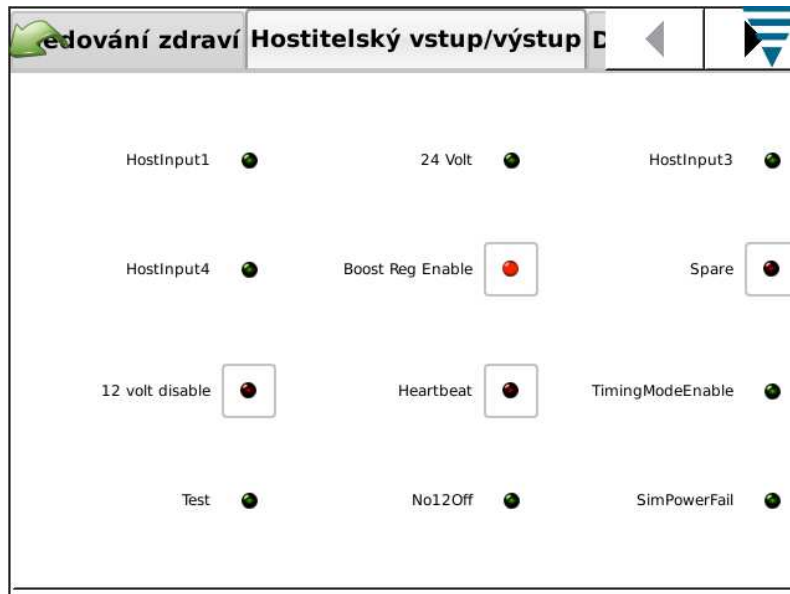 edování zdraví Hostitelský vstup/výstup D
HostInput1 24 Volt HostInput3
HostInput4 Boost Reg Enable Spare
12 volt disable Heartbeat TimingModeEnable
Test No12Off SimPowerFail